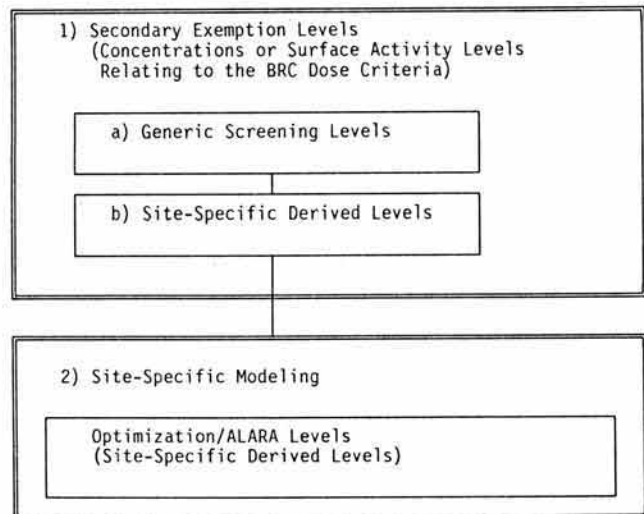 1) Secondary Exemption Levels
(Concentrations or Surface Activity Levels
Relating to the BRC Dose Criteria)
a) Generic Screening Levels
b) Site-Specific Derived Levels
2) Site-Specific Modeling
Optimization/ALARA Levels
(Site-Specific Derived Levels)